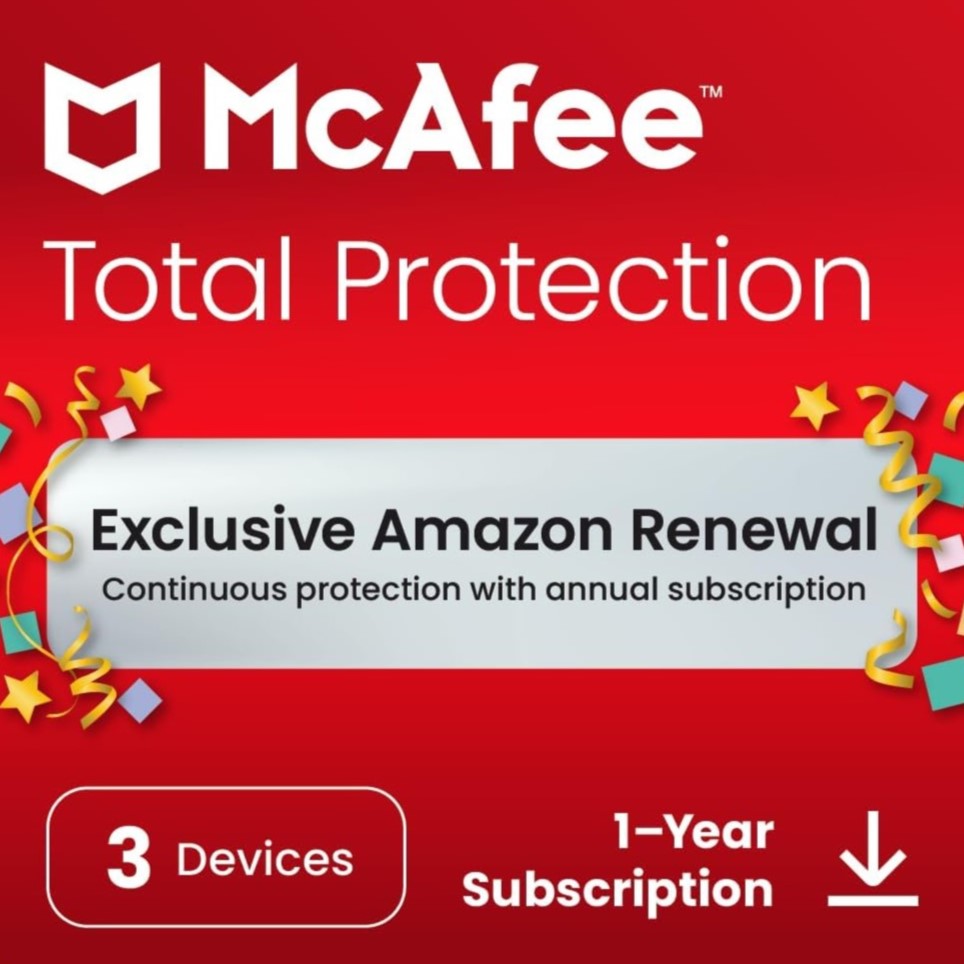 McAfee™
Total Protection
Exclusive Amazon Renewal
Continuous protection with annual subscription
3 Devices
1–Year
Subscription